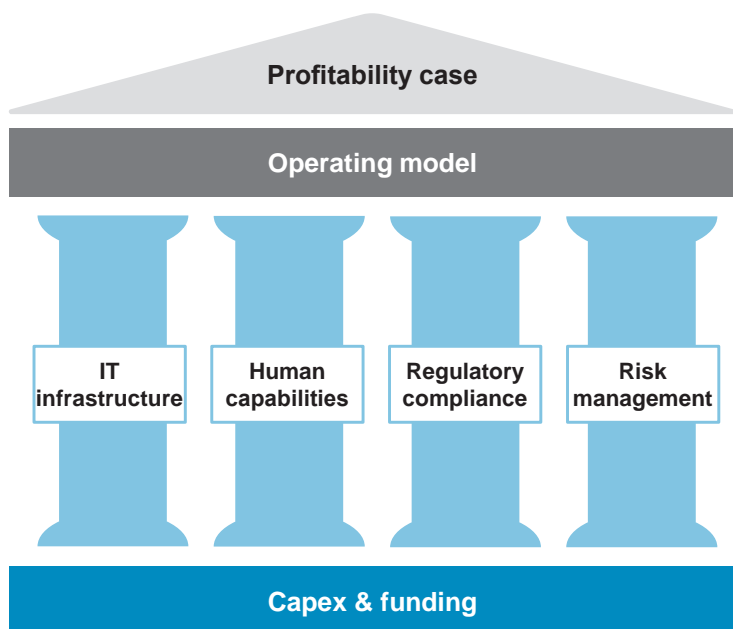 Profitability case
Operating model
IT
infrastructure
Human
capabilities
Regulatory
compliance
Risk
management
Capex & funding